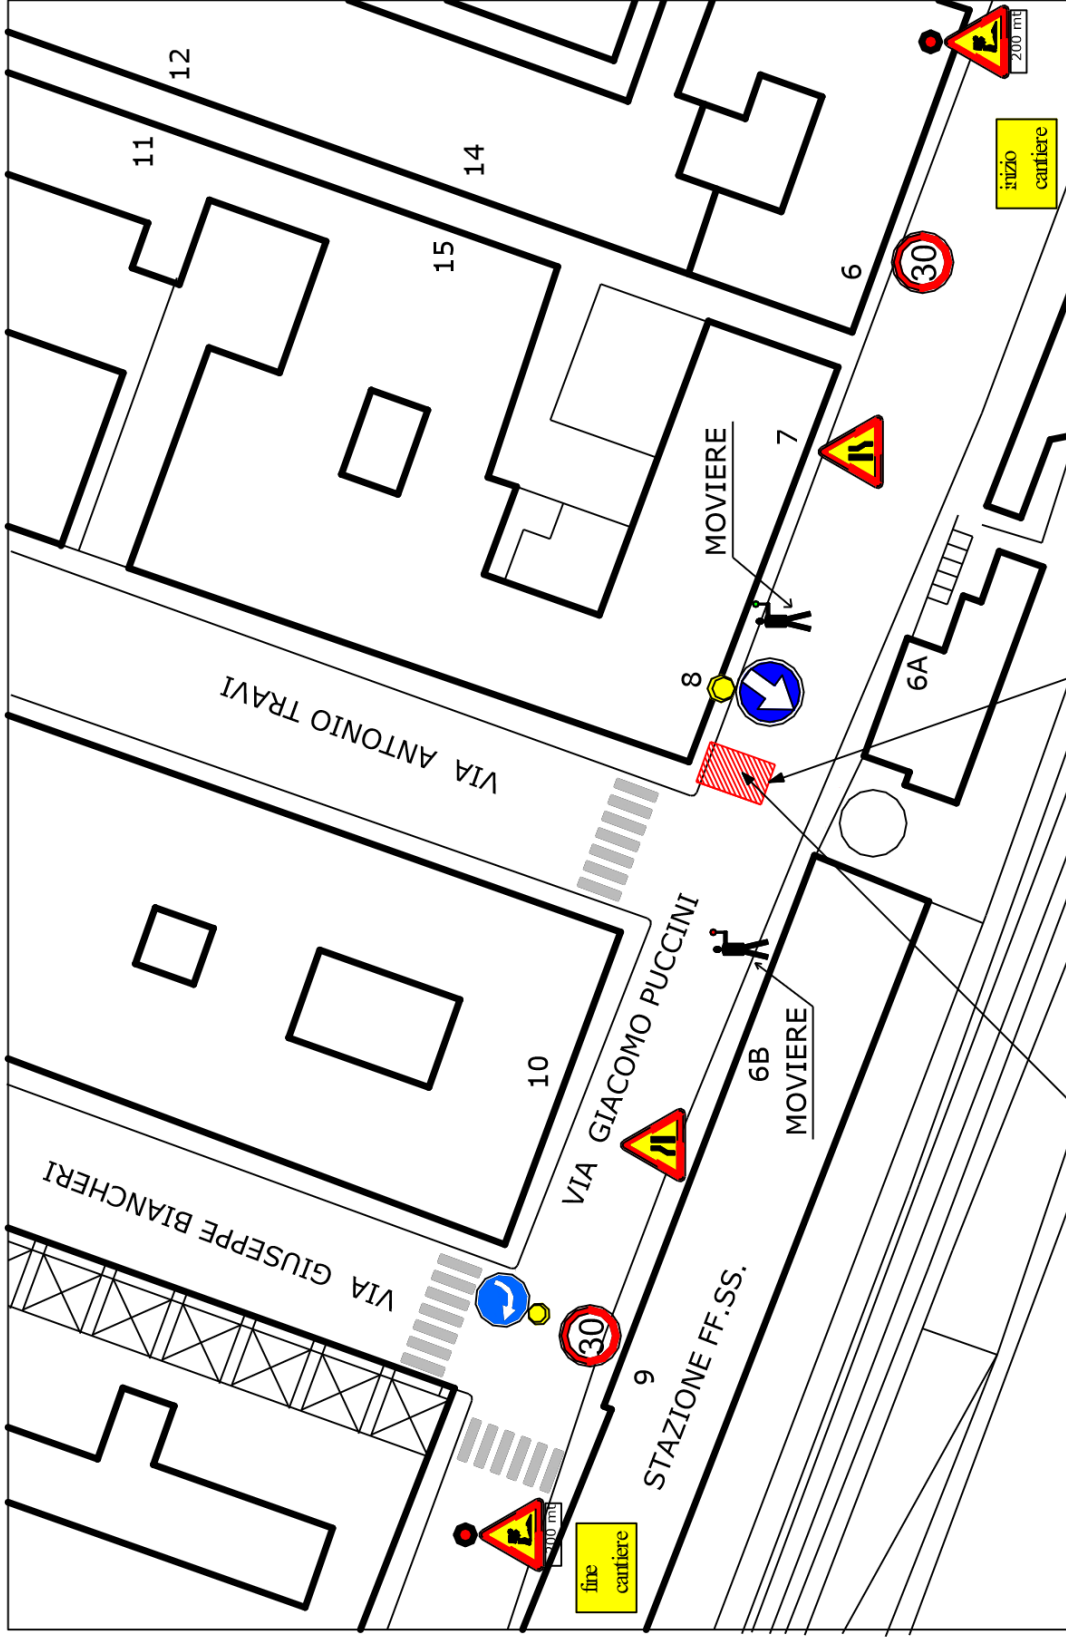 12
11
14
15
6
7
8
6A
10
6B
9
200 mt
inizio
cantiere
30
MOVIERE
VIA ANTONIO TRAVI
VIA GIACOMO PUCCINI
MOVIERE
VIA GIUSEPPE BIANCHERI
30
STAZIONE FF.SS.
200 mt
fine
cantiere